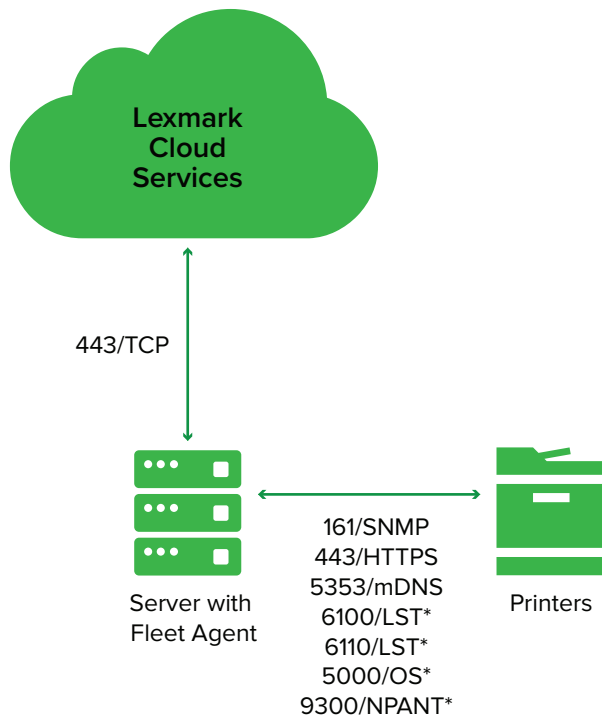 Lexmark
Cloud
Services
443/TCP
161/SNMP
443/HTTPS
5353/mDNS
6100/LST*
6110/LST*
5000/OS*
9300/NPANT*
Server with
Fleet Agent
Printers